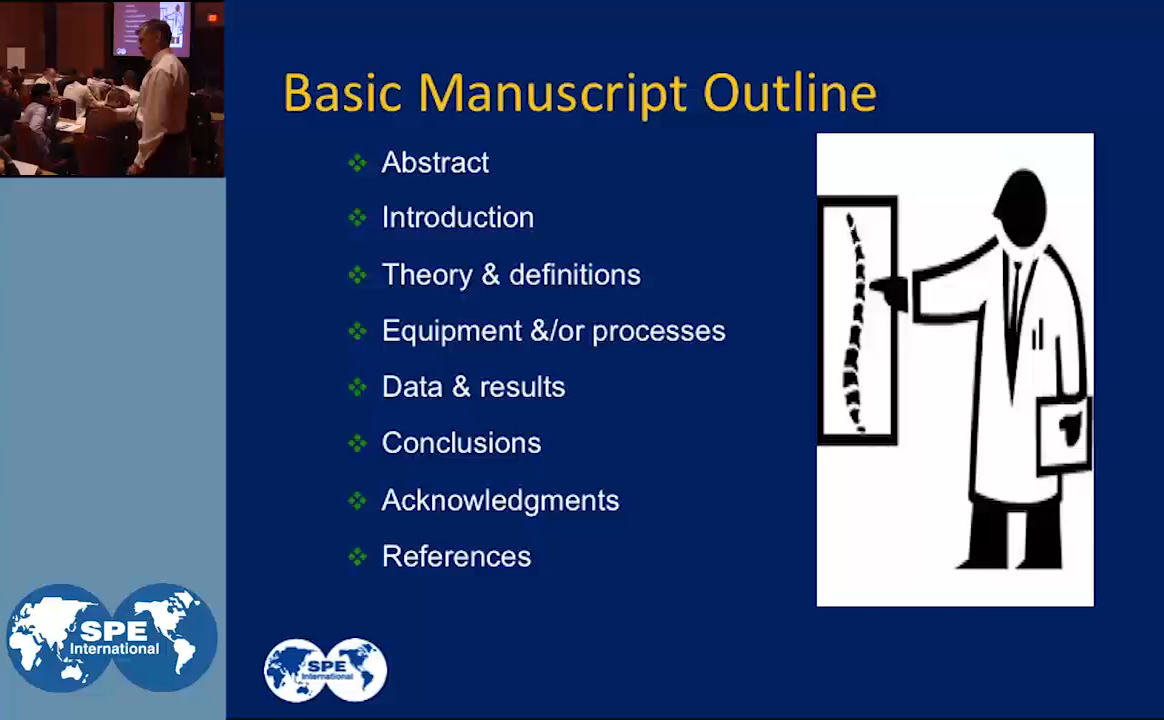 Basic Manuscript Outline
Abstract
Introduction
Theory & definitions
Equipment &/or processes
Data & results
Conclusions
Acknowledgments
References
SPE
International
SPE
International